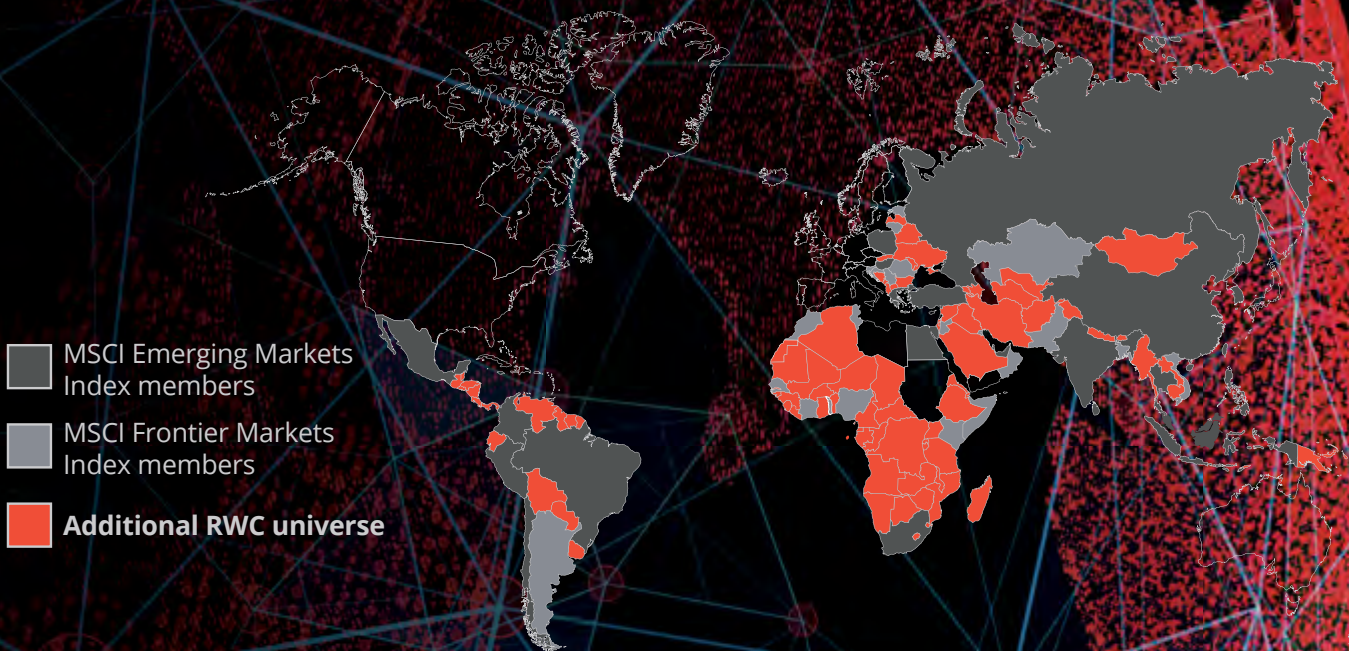 MSCI Emerging Markets
Index members
MSCI Frontier Markets
Index members
Additional RWC universe